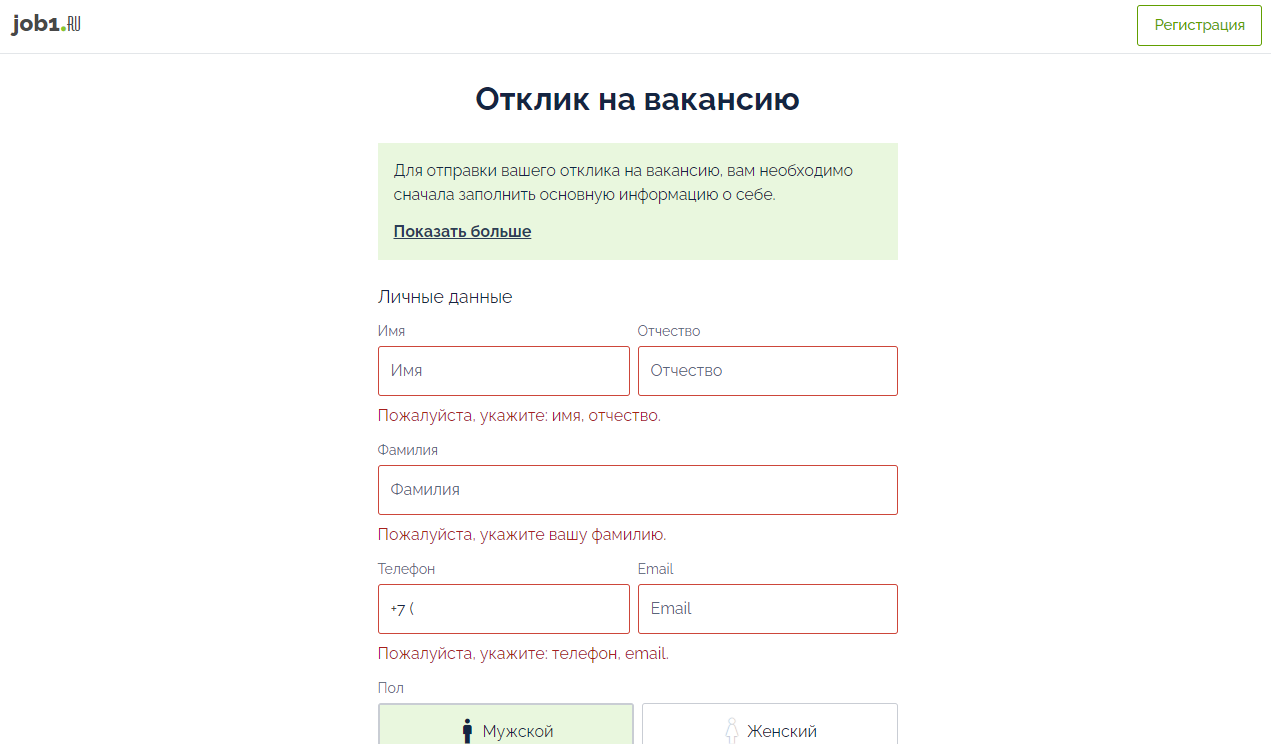 job1.RU
Регистрация
Отклик на вакансию
Для отправки вашего отклика на вакансию, вам необходимо
сначала заполнить основную информацию о себе.
Показать больше
Личные данные
Имя Отчество
Имя Отчество
Пожалуйста, укажите: имя, отчество.
Фамилия
Фамилия
Пожалуйста, укажите вашу фамилию.
Телефон Email
+7 ( Email
Пожалуйста, укажите: телефон, email.
Пол
Мужской Женский